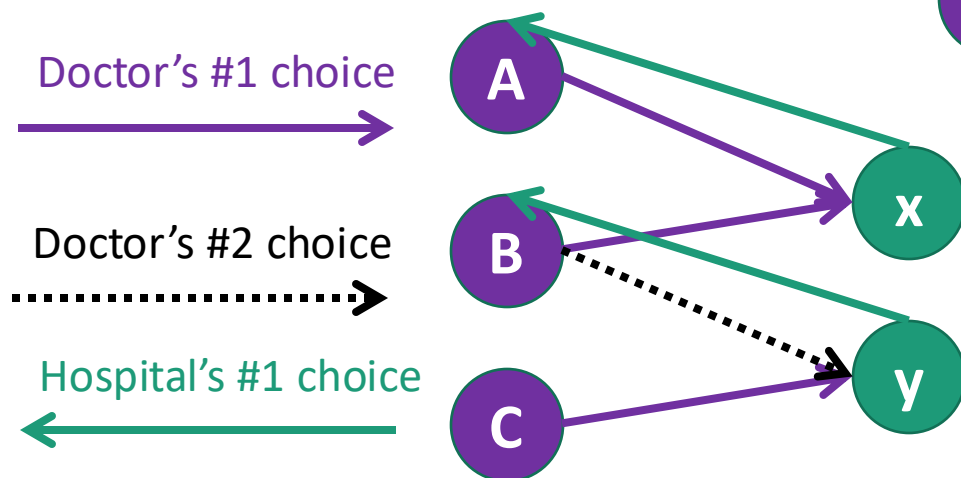 Doctor's #1 choice
A
x
Doctor's #2 choice
B
Hospital's #1 choice
y
C